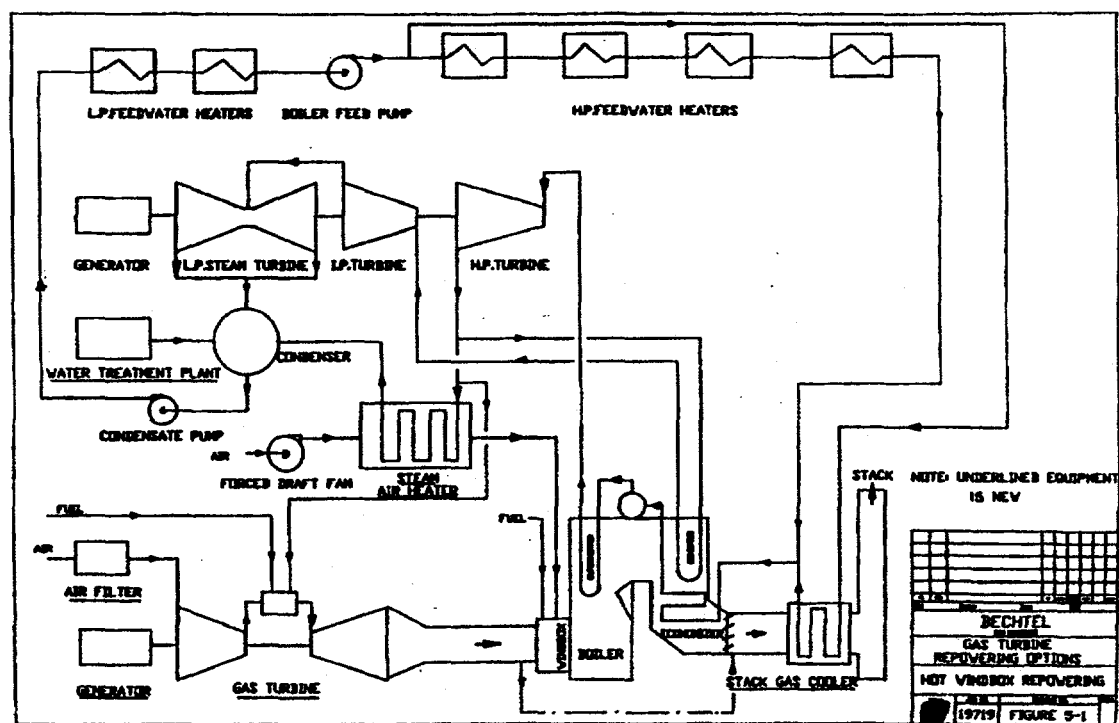 L.P.FEEDWATER HEATERS
BOILER FEED PUMP
H.P.FEEDWATER HEATERS
GENERATOR
L.P.STEAM TURBINE
I.P.TURBINE
H.P.TURBINE
WATER TREATMENT PLANT
CONDENSER
CONDENSATE PUMP
AIR
FORCED DRAFT FAN
STEAM
AIR HEATER
STACK
NOTE: UNDERLINED EQUIPMENT
IS NEW
FUEL
FUEL
AIR
AIR FILTER
GENERATOR
GAS TURBINE
WINDBOX
BOILER
ECONOMIZER
STACK GAS COOLER
BECHTEL
GAS TURBINE
REPOWERING OPTIONS
HOT WINDBOX REPOWERING
19719
FIGURE 5-1